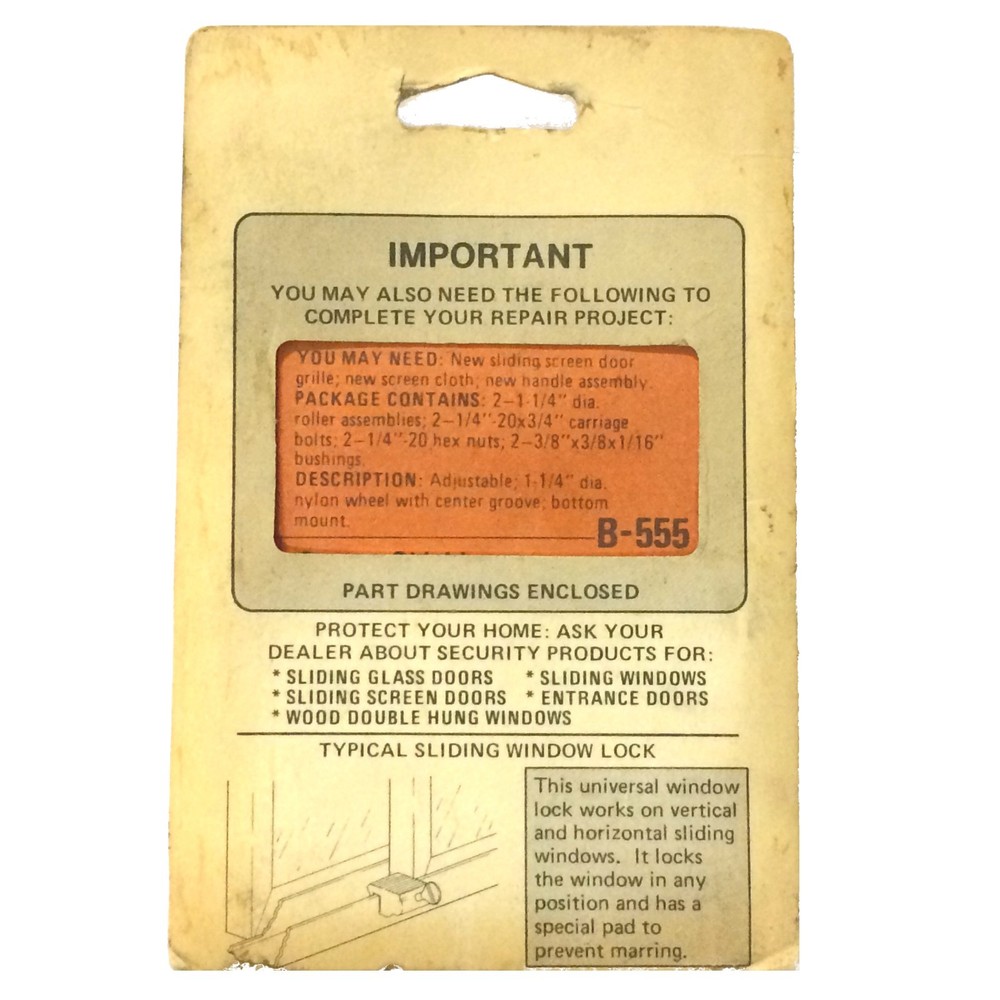 IMPORTANT
YOU MAY ALSO NEED THE FOLLOWING TO
COMPLETE YOUR REPAIR PROJECT:
YOU MAY NEED: New sliding screen door
grille; new screen cloth; new handle assembly.
PACKAGE CONTAINS: 2–1-1/4" dia.
roller assemblies; 2–1/4"-20x3/4" carriage
bolts; 2–1/4"-20 hex nuts; 2–3/8"x3/8x1/16"
bushings.
DESCRIPTION: Adjustable; 1-1/4" dia.
nylon wheel with center groove; bottom
mount.
B-555
PART DRAWINGS ENCLOSED
PROTECT YOUR HOME: ASK YOUR
DEALER ABOUT SECURITY PRODUCTS FOR:
* SLIDING GLASS DOORS * SLIDING WINDOWS
* SLIDING SCREEN DOORS * ENTRANCE DOORS
* WOOD DOUBLE HUNG WINDOWS
TYPICAL SLIDING WINDOW LOCK
This universal window
lock works on vertical
and horizontal sliding
windows. It locks
the window in any
position and has a
special pad to
prevent marring.